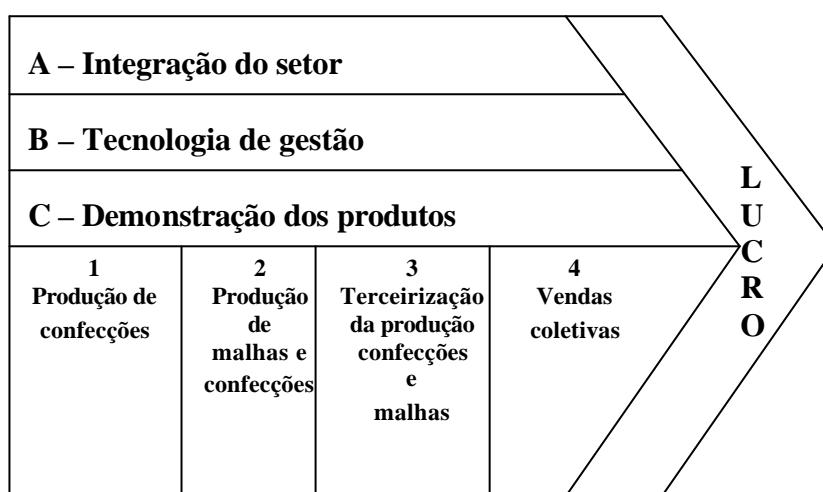 A – Integração do setor
B – Tecnologia de gestão
C – Demonstração dos produtos
1
Produção de
confecções
2
Produção
de
malhas e
confecções
3
Terceirização
da produção
confecções
e
malhas
4
Vendas
coletivas
L
U
C
R
O